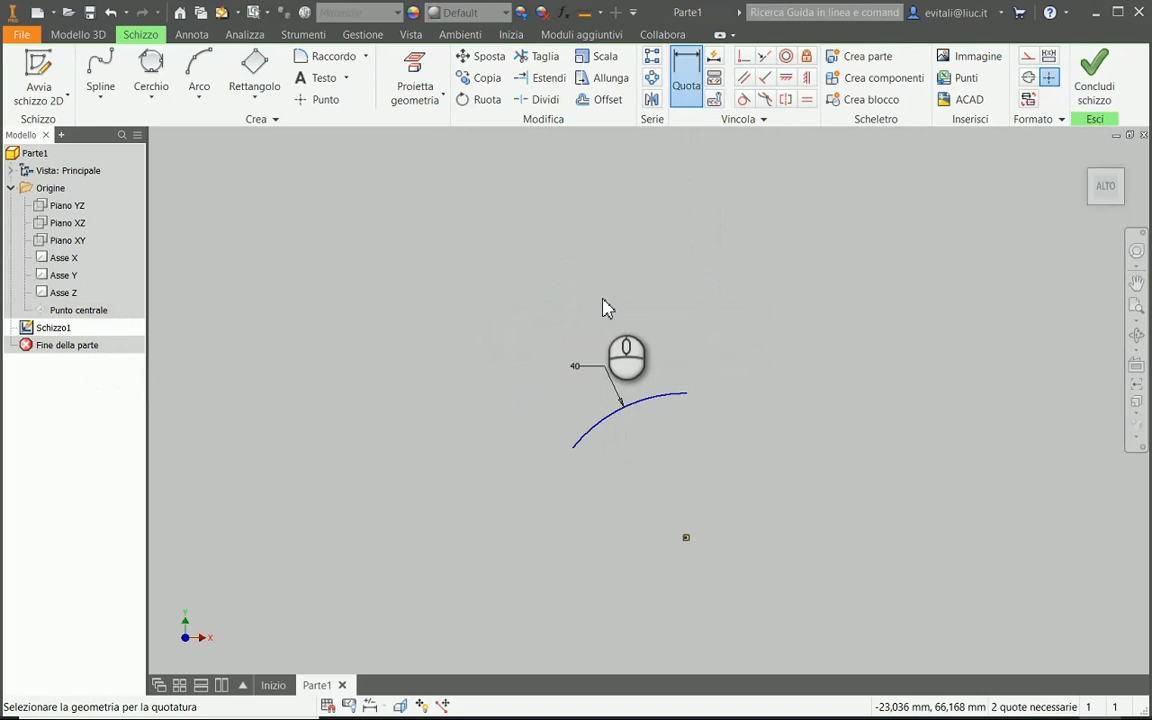 Materiale
Default
fx
Parte1
Ricerca Guida in linea e comando
evitali@liuc.it
File
Modello 3D
Schizzo
Annota
Analizza
Strumenti
Gestione
Vista
Ambienti
Inizia
Moduli aggiuntivi
Collabora
Avvia
schizzo 2D
Spline
Cerchio
Arco
Rettangolo
Raccordo
Testo
Punto
Proietta
geometria
Sposta
Copia
Ruota
Taglia
Estendi
Dividi
Scala
Allunga
Offset
Quota
Crea parte
Crea componenti
Crea blocco
Immagine
Punti
ACAD
Concludi
schizzo
Schizzo
Crea
Modifica
Serie
Vincola
Scheletro
Inserisci
Formato
Esci
Modello
Parte1
Vista: Principale
Origine
Piano YZ
Piano XZ
Piano XY
Asse X
Asse Y
Asse Z
Punto centrale
Schizzo1
Fine della parte
ALTO
40
Y
X
Inizio
Parte1
Selezionare la geometria per la quotatura
-23,036 mm, 66,168 mm
2 quote necessarie
1
1